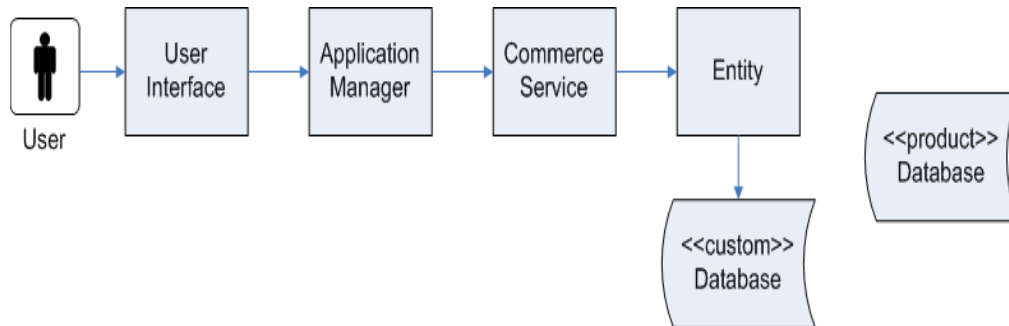 User
User
Interface
Application
Manager
Commerce
Service
Entity
<<product>>
Database
<<custom>>
Database